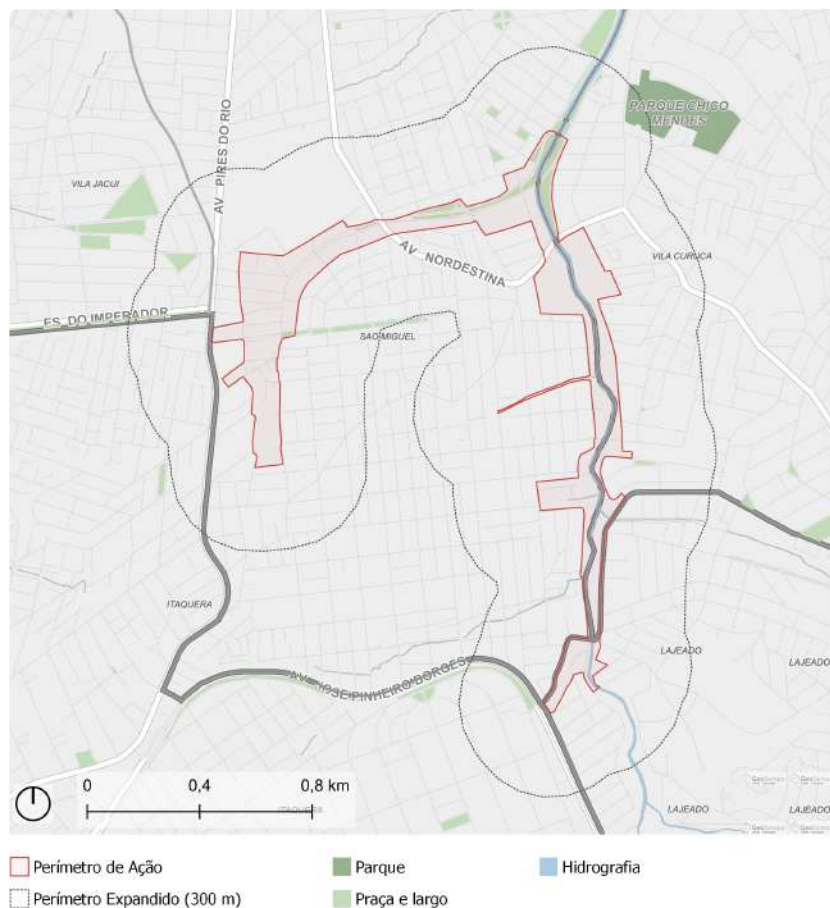 PARQUE CHICO
MENDES
AV PIRES DO RIO
VILA JACUI
AV NORDESTINA
VILA CURUCA
ES. DO IMPERADOR
SAO MIGUEL
ITAQUERA
LAJEADO
LAJEADO
AV. JOSE PINHEIRO BORGES
0 0,4 0,8 km
ITAQUERA
LAJEADO
LAJEADO
Perímetro de Ação
Parque
Hidrografia
Perímetro Expandido (300 m)
Praça e largo